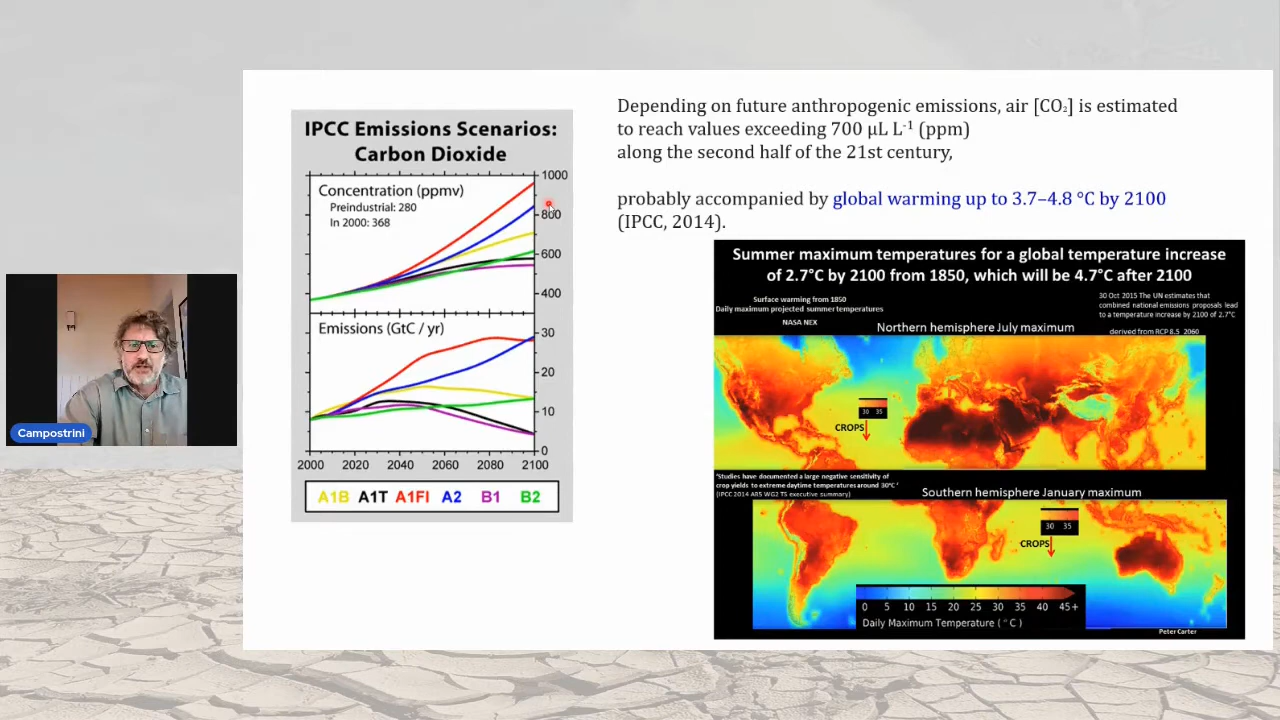 IPCC Emissions Scenarios:
Carbon Dioxide
Concentration (ppmv)
Preindustrial: 280
In 2000: 368
1000
800
600
400
Emissions (GtC / yr)
30
20
10
0
2000 2020 2040 2060 2080 2100
A1B A1T A1FI A2 B1 B2
Depending on future anthropogenic emissions, air [CO₂] is estimated
to reach values exceeding 700 μL L⁻¹ (ppm)
along the second half of the 21st century,
probably accompanied by global warming up to 3.7–4.8 °C by 2100
(IPCC, 2014).
Summer maximum temperatures for a global temperature increase
of 2.7°C by 2100 from 1850, which will be 4.7°C after 2100
Surface warming from 1850
Daily maximum projected summer temperatures
NASA NEX
30 Oct 2015 The UN estimates that
combined national emissions proposals lead
to a temperature increase by 2100 of 2.7°C
Northern hemisphere July maximum
derived from RCP 8.5 2060
30 35
CROPS
'Studies have documented a large negative sensitivity of
crop yields to extreme daytime temperatures around 30°C'
(IPCC 2014 AR5 WG2 TS executive summary)
Southern hemisphere January maximum
30 35
CROPS
0 5 10 15 20 25 30 35 40 45+
Daily Maximum Temperature ( °C )
Peter Carter
Campostrini